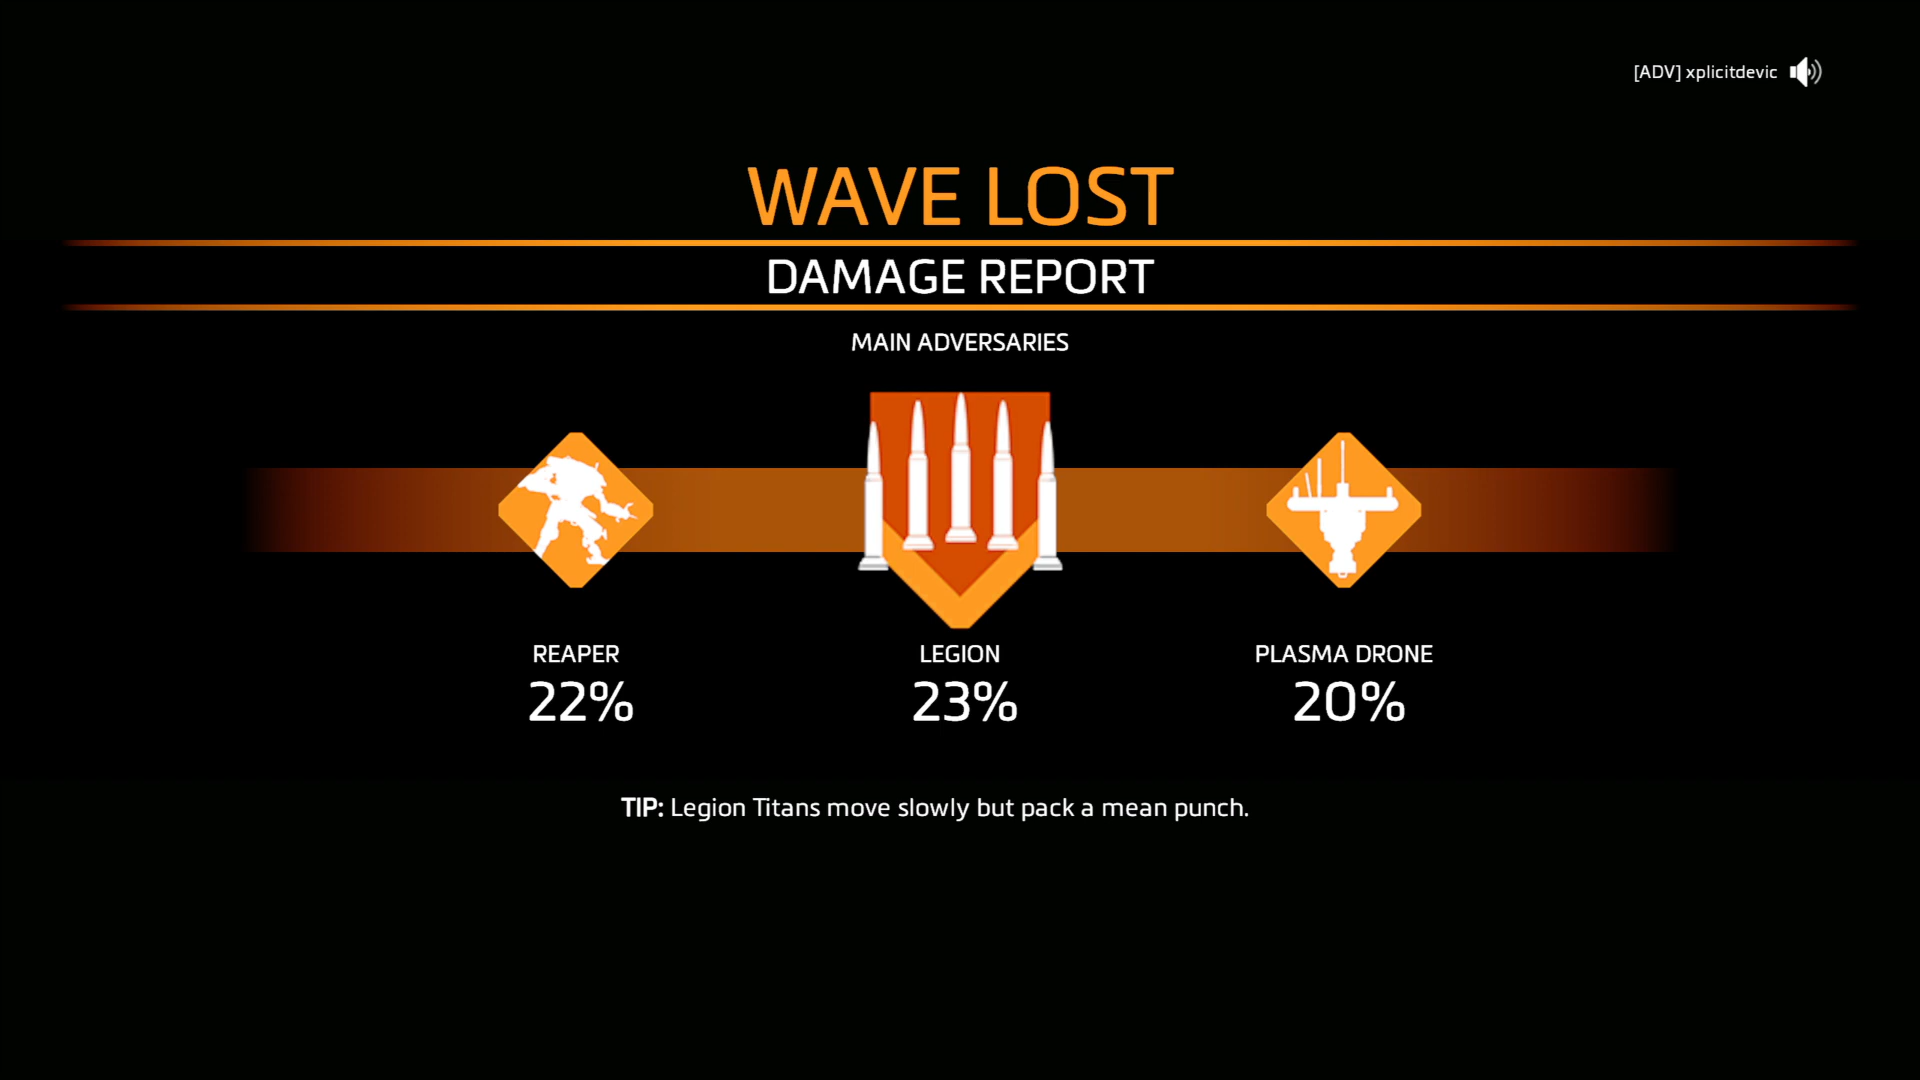 [ADV] xplicitdevic
WAVE LOST
DAMAGE REPORT
MAIN ADVERSARIES
REAPER
22%
LEGION
23%
PLASMA DRONE
20%
TIP: Legion Titans move slowly but pack a mean punch.